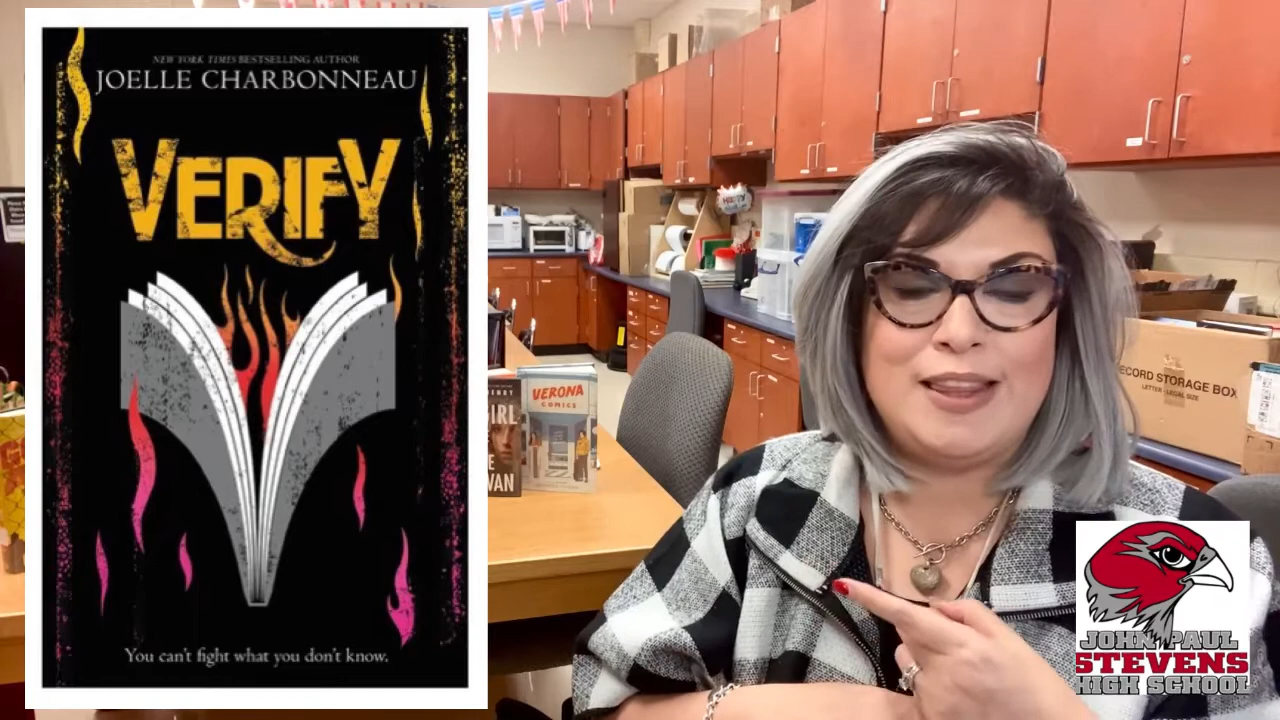 NEW YORK TIMES BESTSELLING AUTHOR
JOELLE CHARBONNEAU
VERIFY
You can't fight what you don't know.
VERONA
COMICS
GIRL
VAN
RECORD STORAGE BOX
LETTER - LEGAL SIZE
JOHN PAUL
STEVENS
HIGH SCHOOL